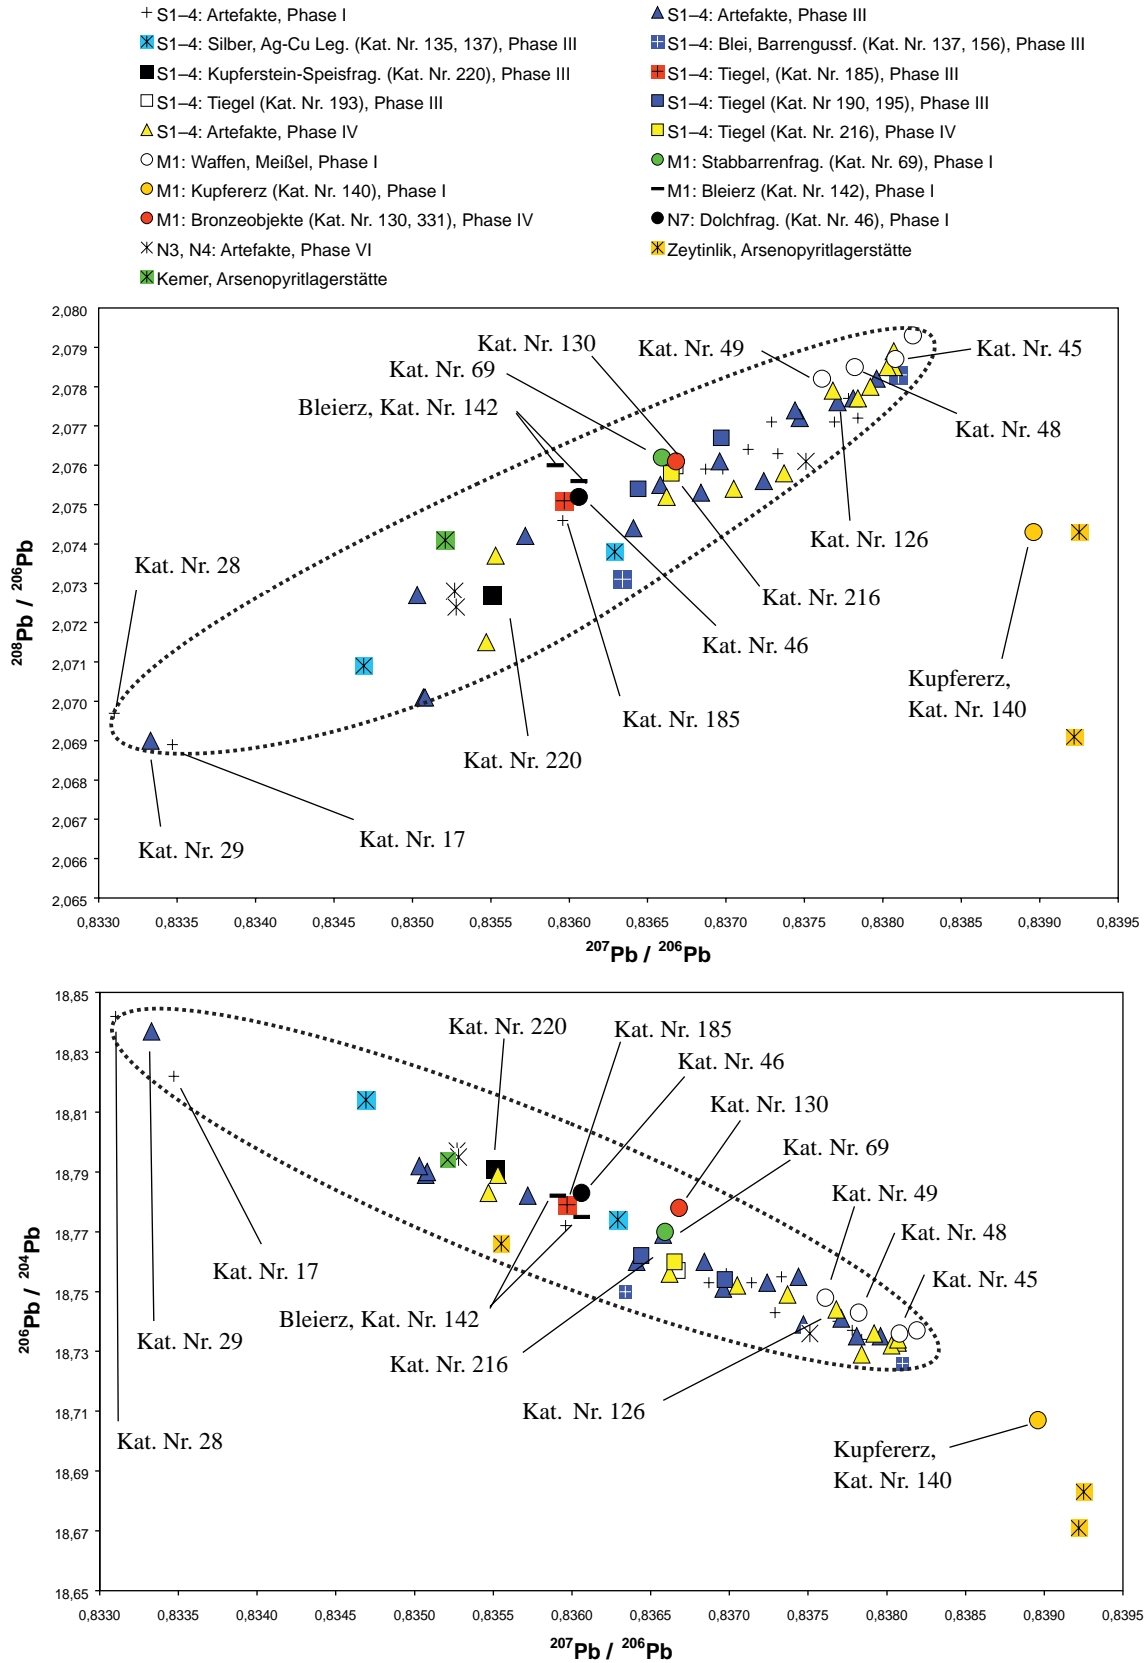 S1–4: Artefakte, Phase I
S1–4: Silber, Ag-Cu Leg. (Kat. Nr. 135, 137), Phase III
S1–4: Kupferstein-Speisfrag. (Kat. Nr. 220), Phase III
S1–4: Tiegel (Kat. Nr. 193), Phase III
S1–4: Artefakte, Phase IV
M1: Waffen, Meißel, Phase I
M1: Kupfererz (Kat. Nr. 140), Phase I
M1: Bronzeobjekte (Kat. Nr. 130, 331), Phase IV
N3, N4: Artefakte, Phase VI
Kemer, Arsenopyritlagerstätte
S1–4: Artefakte, Phase III
S1–4: Blei, Barrengussf. (Kat. Nr. 137, 156), Phase III
S1–4: Tiegel, (Kat. Nr. 185), Phase III
S1–4: Tiegel (Kat. Nr 190, 195), Phase III
S1–4: Tiegel (Kat. Nr. 216), Phase IV
M1: Stabbarrenfrag. (Kat. Nr. 69), Phase I
M1: Bleierz (Kat. Nr. 142), Phase I
N7: Dolchfrag. (Kat. Nr. 46), Phase I
Zeytinlik, Arsenopyritlagerstätte
208Pb / 206Pb
2,080
2,079
2,078
2,077
2,076
2,075
2,074
2,073
2,072
2,071
2,070
2,069
2,068
2,067
2,066
2,065
Kat. Nr. 130
Kat. Nr. 49
Kat. Nr. 45
Kat. Nr. 69
Bleierz, Kat. Nr. 142
Kat. Nr. 48
Kat. Nr. 126
Kat. Nr. 28
Kat. Nr. 216
Kat. Nr. 46
Kupfererz,
Kat. Nr. 140
Kat. Nr. 185
Kat. Nr. 220
Kat. Nr. 17
Kat. Nr. 29
0,8330 0,8335 0,8340 0,8345 0,8350 0,8355 0,8360 0,8365 0,8370 0,8375 0,8380 0,8385 0,8390 0,8395
207Pb / 206Pb
206Pb / 204Pb
18,85
18,83
18,81
18,79
18,77
18,75
18,73
18,71
18,69
18,67
18,65
Kat. Nr. 220
Kat. Nr. 185
Kat. Nr. 46
Kat. Nr. 130
Kat. Nr. 69
Kat. Nr. 49
Kat. Nr. 48
Kat. Nr. 17
Kat. Nr. 45
Bleierz, Kat. Nr. 142
Kat. Nr. 29
Kat. Nr. 216
Kat. Nr. 126
Kat. Nr. 28
Kupfererz,
Kat. Nr. 140
0,8330 0,8335 0,8340 0,8345 0,8350 0,8355 0,8360 0,8365 0,8370 0,8375 0,8380 0,8385 0,8390 0,8395
207Pb / 206Pb